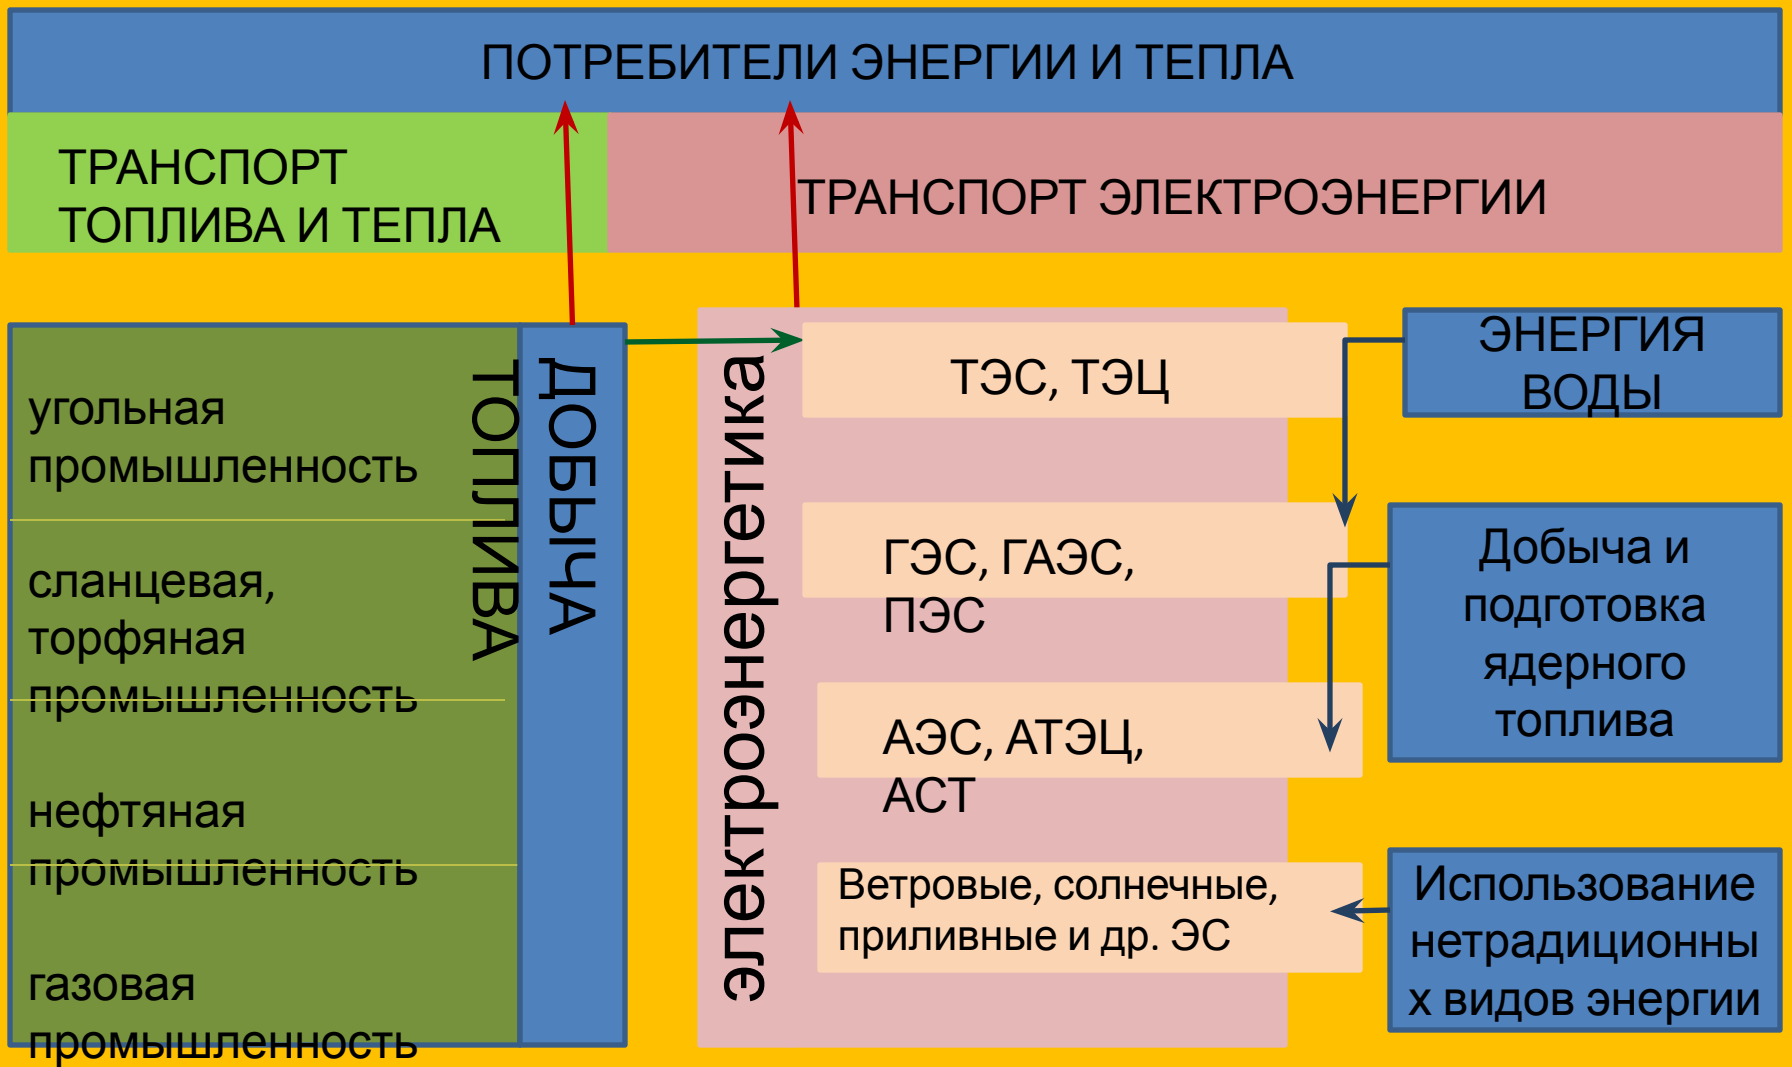 ПОТРЕБИТЕЛИ ЭНЕРГИИ И ТЕПЛА
ТРАНСПОРТ
ТОПЛИВА И ТЕПЛА
ТРАНСПОРТ ЭЛЕКТРОЭНЕРГИИ
угольная
промышленность
сланцевая,
торфяная
промышленность
нефтяная
промышленность
газовая
промышленность
ДОБЫЧА
ТОПЛИВА
электроэнергетика
ТЭС, ТЭЦ
ГЭС, ГАЭС,
ПЭС
АЭС, АТЭЦ,
АСТ
Ветровые, солнечные,
приливные и др. ЭС
ЭНЕРГИЯ
ВОДЫ
Добыча и
подготовка
ядерного
топлива
Использование
нетрадиционны
х видов энергии